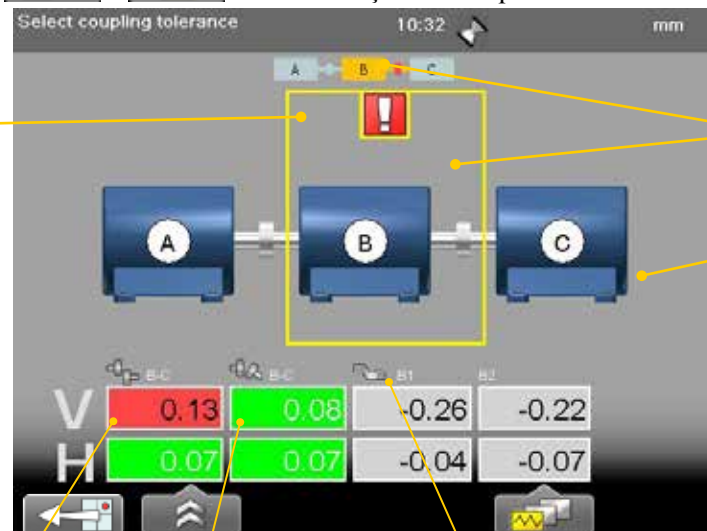 Select coupling tolerance 10:32 mm
A B C
!
A B C
B-C B-C B1 B2
V 0.13 0.08 -0.26 -0.22
H 0.07 0.07 -0.04 -0.07